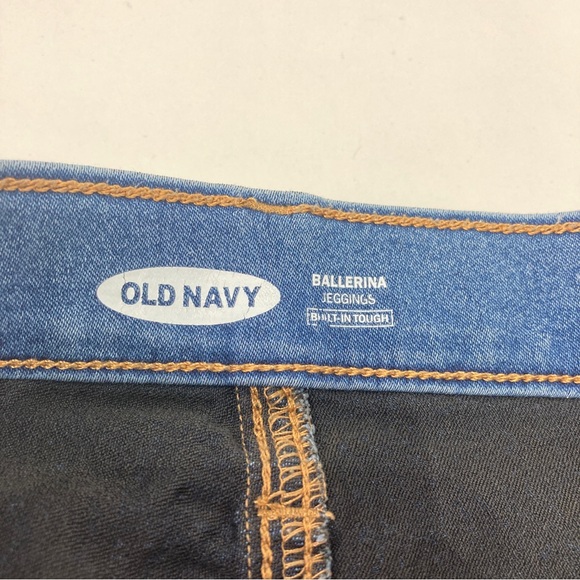 OLD NAVY
BALLERINA
JEGGINGS
BUILT-IN TOUGH